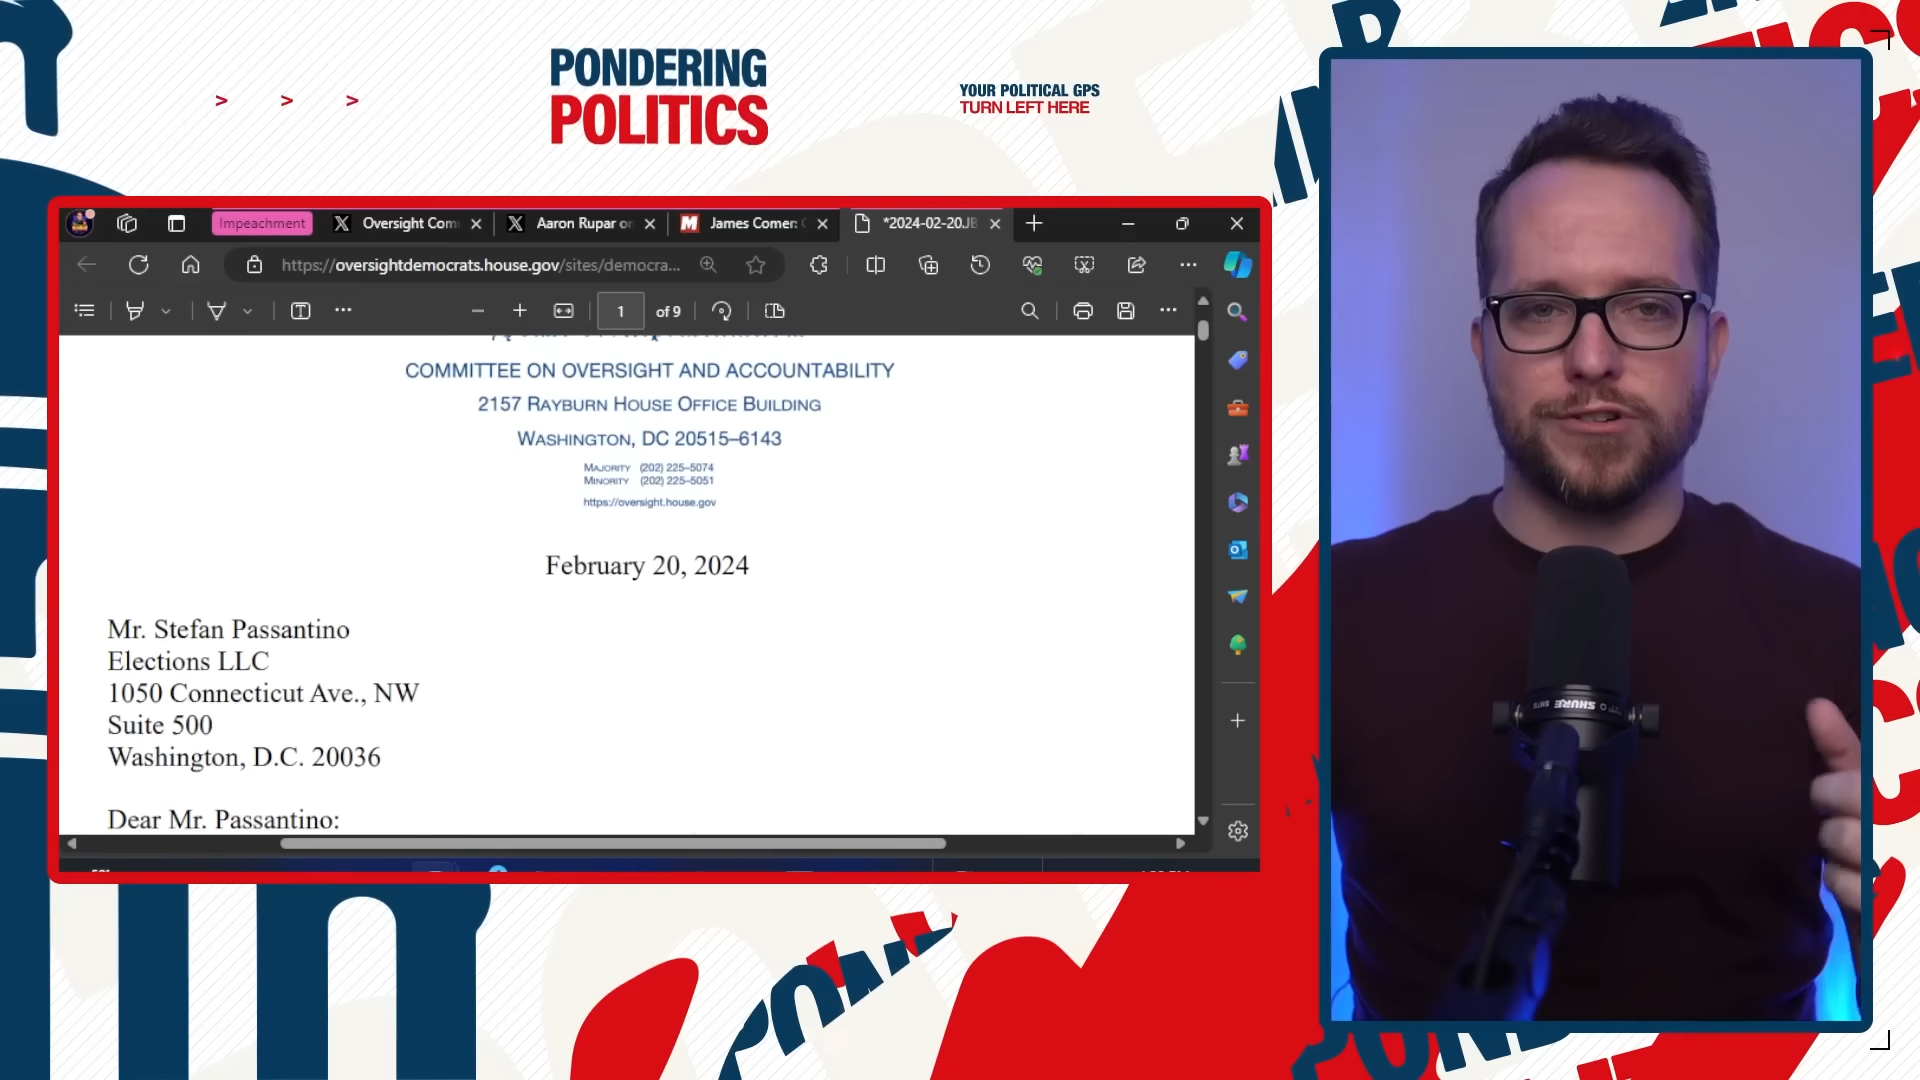 PONDERING
POLITICS
YOUR POLITICAL GPS
TURN LEFT HERE
> > >
Impeachment
Oversight Com
Aaron Rupar on
James Comer:
*2024-02-20.JB
https://oversightdemocrats.house.gov/sites/democra...
1 of 9
COMMITTEE ON OVERSIGHT AND ACCOUNTABILITY
2157 RAYBURN HOUSE OFFICE BUILDING
WASHINGTON, DC 20515–6143
MAJORITY (202) 225–5074
MINORITY (202) 225–5051
https://oversight.house.gov
February 20, 2024
Mr. Stefan Passantino
Elections LLC
1050 Connecticut Ave., NW
Suite 500
Washington, D.C. 20036
Dear Mr. Passantino:
SHURE SM7B